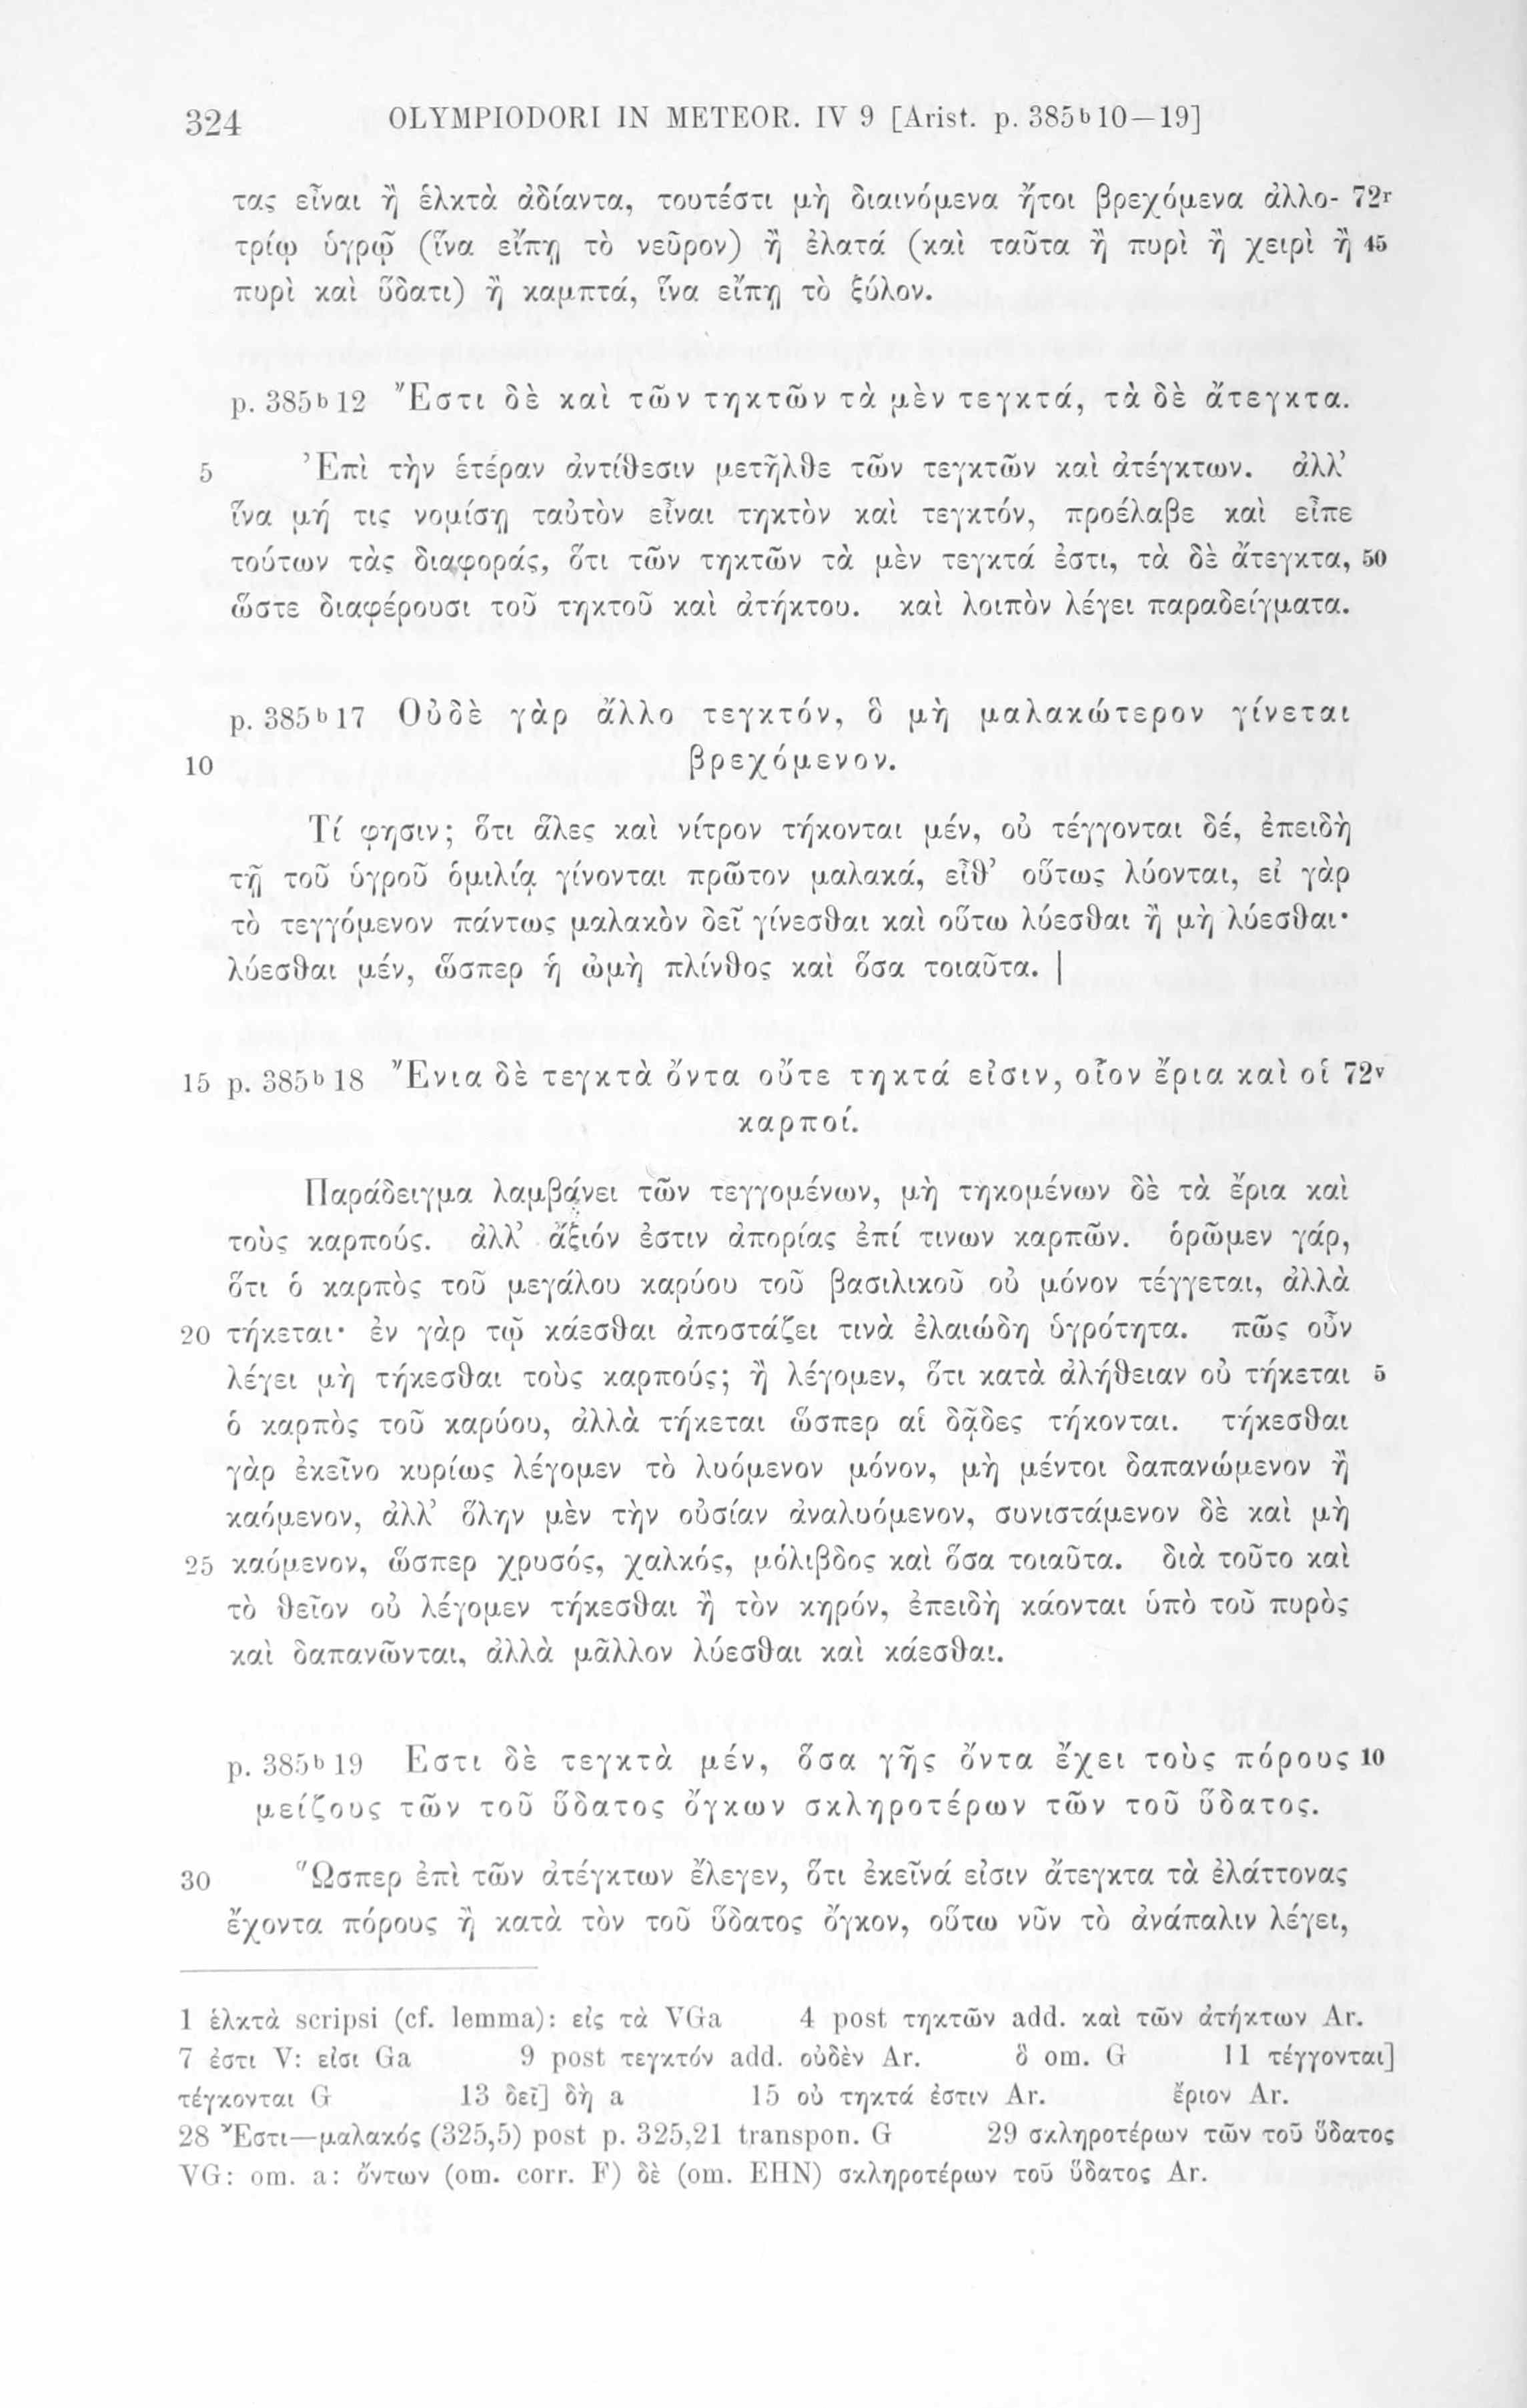 324 OLYMPIODORI IN METEOR. IV 9 [Arist. p. 385b10—19]
τας εἶναι ἢ ἑλκτὰ ἀδίαντα, τουτέστι μὴ διαινόμενα ἤτοι βρεχόμενα ἀλλο- 72r
τρίῳ ὑγρῷ (ἵνα εἴπῃ τὸ νεῦρον) ἢ ἐλατά (καὶ ταῦτα ἢ πυρὶ ἢ χειρὶ ἢ 45
πυρὶ καὶ ὕδατι) ἢ καμπτά, ἵνα εἴπῃ τὸ ξύλον.
p. 385b12 Ἔστι δὲ καὶ τῶν τηκτῶν τὰ μὲν τεγκτά, τὰ δὲ ἄτεγκτα.
5 Ἐπὶ τὴν ἑτέραν ἀντίθεσιν μετῆλθε τῶν τεγκτῶν καὶ ἀτέγκτων. ἀλλ’
ἵνα μή τις νομίσῃ ταὐτὸν εἶναι τηκτὸν καὶ τεγκτόν, προέλαβε καὶ εἶπε
τούτων τὰς διαφοράς, ὅτι τῶν τηκτῶν τὰ μὲν τεγκτά ἐστι, τὰ δὲ ἄτεγκτα, 50
ὥστε διαφέρουσι τοῦ τηκτοῦ καὶ ἀτήκτου. καὶ λοιπὸν λέγει παραδείγματα.
p. 385b17 Οὐδὲ γὰρ ἄλλο τεγκτόν, ὃ μὴ μαλακώτερον γίνεται
10 βρεχόμενον.
Τί φησιν; ὅτι ἅλες καὶ νίτρον τήκονται μέν, οὐ τέγγονται δέ, ἐπειδὴ
τῇ τοῦ ὑγροῦ ὁμιλίᾳ γίνονται πρῶτον μαλακά, εἶθ’ οὕτως λύονται, εἰ γὰρ
τὸ τεγγόμενον πάντως μαλακὸν δεῖ γίνεσθαι καὶ οὕτω λύεσθαι ἢ μὴ λύεσθαι·
λύεσθαι μέν, ὥσπερ ἡ ὠμὴ πλίνθος καὶ ὅσα τοιαῦτα. |
15 p. 385b18 Ἔνια δὲ τεγκτὰ ὄντα οὔτε τηκτά εἰσιν, οἷον ἔρια καὶ οἱ 72v
καρποί.
Παράδειγμα λαμβάνει τῶν τεγγομένων, μὴ τηκομένων δὲ τὰ ἔρια καὶ
τοὺς καρπούς. ἀλλ’ ἄξιόν ἐστιν ἀπορίας ἐπί τινων καρπῶν. ὁρῶμεν γάρ,
ὅτι ὁ καρπὸς τοῦ μεγάλου καρύου τοῦ βασιλικοῦ οὐ μόνον τέγγεται, ἀλλὰ
20 τήκεται· ἐν γὰρ τῷ κάεσθαι ἀποστάζει τινὰ ἐλαιώδη ὑγρότητα. πῶς οὖν
λέγει μὴ τήκεσθαι τοὺς καρπούς; ἢ λέγομεν, ὅτι κατὰ ἀλήθειαν οὐ τήκεται 5
ὁ καρπὸς τοῦ καρύου, ἀλλὰ τήκεται ὥσπερ αἱ δᾷδες τήκονται. τήκεσθαι
γὰρ ἐκεῖνο κυρίως λέγομεν τὸ λυόμενον μόνον, μὴ μέντοι δαπανώμενον ἢ
καόμενον, ἀλλ’ ὅλην μὲν τὴν οὐσίαν ἀναλυόμενον, συνιστάμενον δὲ καὶ μὴ
25 καόμενον, ὥσπερ χρυσός, χαλκός, μόλιβδος καὶ ὅσα τοιαῦτα. διὰ τοῦτο καὶ
τὸ θεῖον οὐ λέγομεν τήκεσθαι ἢ τὸν κηρόν, ἐπειδὴ κάονται ὑπὸ τοῦ πυρὸς
καὶ δαπανῶνται, ἀλλὰ μᾶλλον λύεσθαι καὶ κάεσθαι.
p. 385b19 Εστι δὲ τεγκτὰ μέν, ὅσα γῆς ὄντα ἔχει τοὺς πόρους 10
μείζους τῶν τοῦ ὕδατος ὄγκων σκληροτέρων τῶν τοῦ ὕδατος.
30 Ὥσπερ ἐπὶ τῶν ἀτέγκτων ἔλεγεν, ὅτι ἐκεῖνά εἰσιν ἄτεγκτα τὰ ἐλάττονας
ἔχοντα πόρους ἢ κατὰ τὸν τοῦ ὕδατος ὄγκον, οὕτω νῦν τὸ ἀνάπαλιν λέγει,
1 ἑλκτὰ scripsi (cf. lemma): εἰς τὰ VGa 4 post τηκτῶν add. καὶ τῶν ἀτήκτων Ar.
7 ἐστι V: εἰσι Ga 9 post τεγκτόν add. οὐδὲν Ar. ὃ om. G 11 τέγγονται]
τέγκονται G 13 δεῖ] δὴ a 15 οὐ τηκτά ἐστιν Ar. ἔριον Ar.
28 Ἔστι—μαλακός (325,5) post p. 325,21 transpon. G 29 σκληροτέρων τῶν τοῦ ὕδατος
VG: om. a: ὄντων (om. corr. F) δὲ (om. EHN) σκληροτέρων τοῦ ὕδατος Ar.